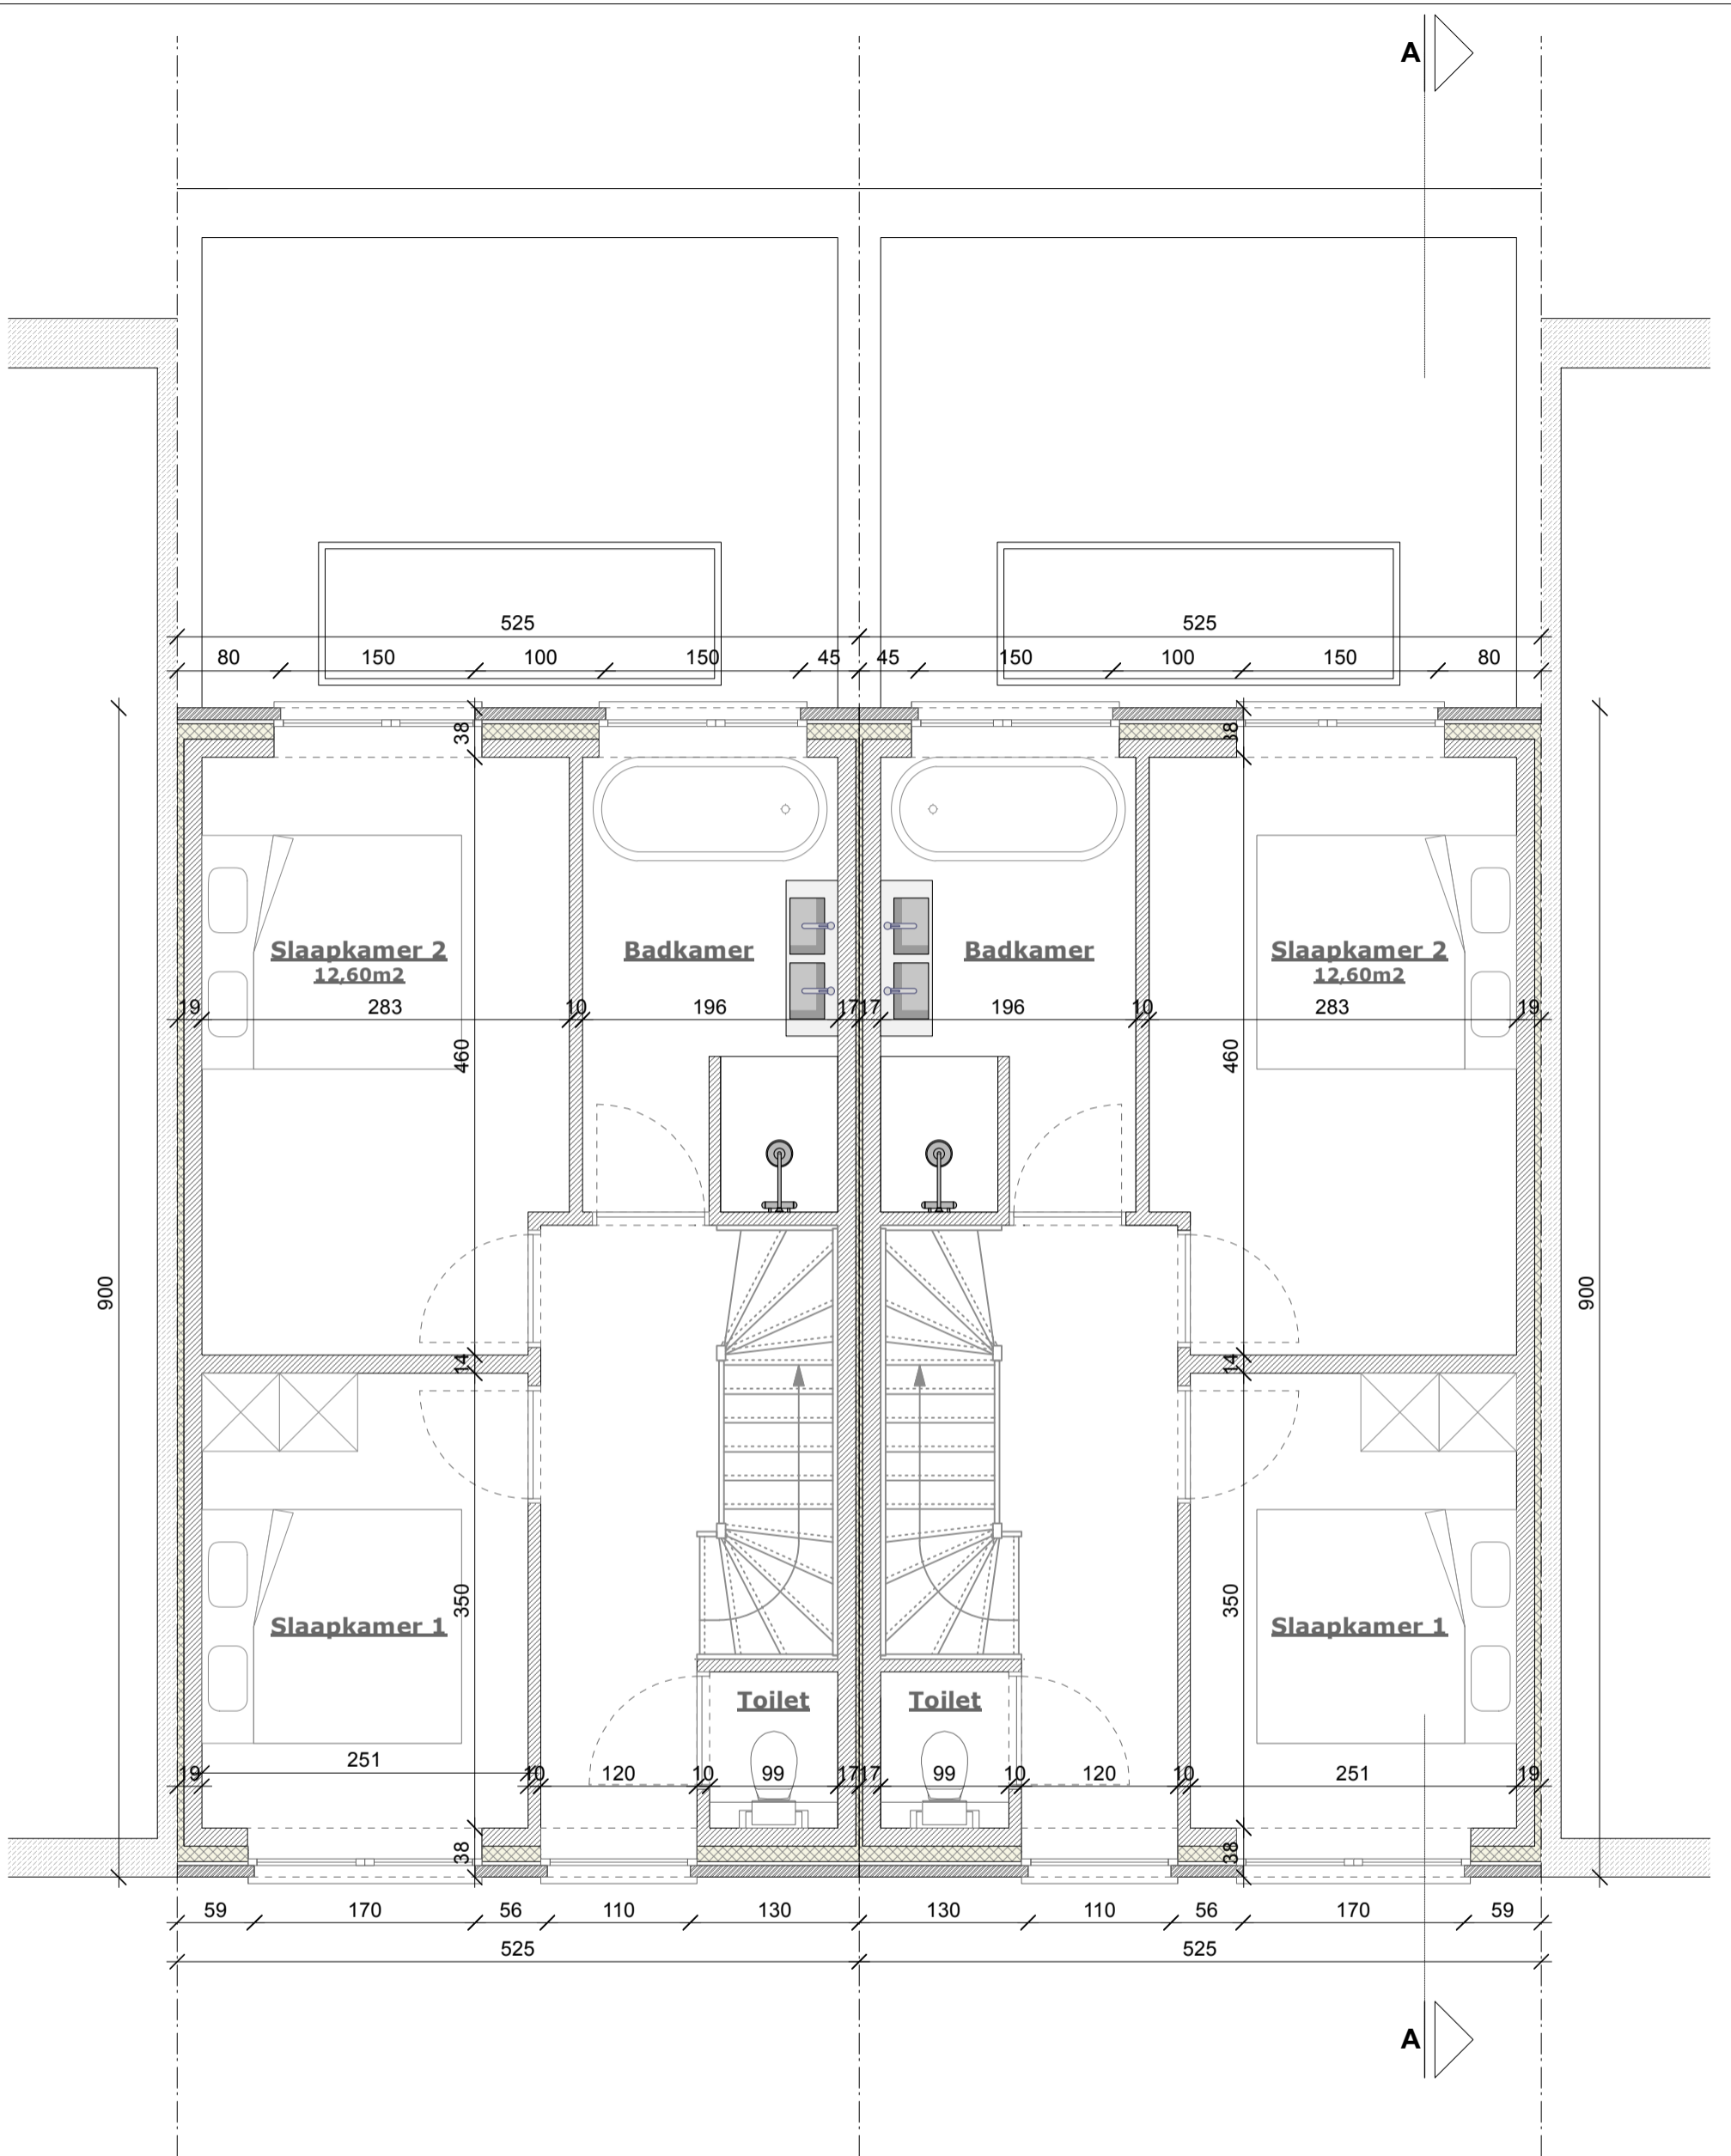 A
525 525
80 150 100 150 45 45 150 100 150 80
38 38
Slaapkamer 2 Badkamer Badkamer Slaapkamer 2
12,60m2 12,60m2
19 283 10 196 17 17 196 10 283 19
460 460
900 900
14 14
350 350
Slaapkamer 1 Slaapkamer 1
Toilet Toilet
19 251 10 120 10 99 17 17 99 10 120 10 251 19
38 38
59 170 56 110 130 130 110 56 170 59
525 525
A